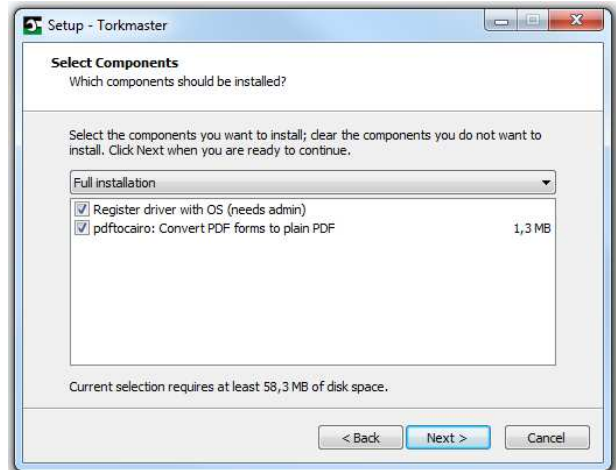 Setup - Torkmaster
Select Components
Which components should be installed?
Select the components you want to install; clear the components you do not want to
install. Click Next when you are ready to continue.
Full installation
Register driver with OS (needs admin)
pdftocairo: Convert PDF forms to plain PDF 1,3 MB
Current selection requires at least 58,3 MB of disk space.
< Back Next > Cancel